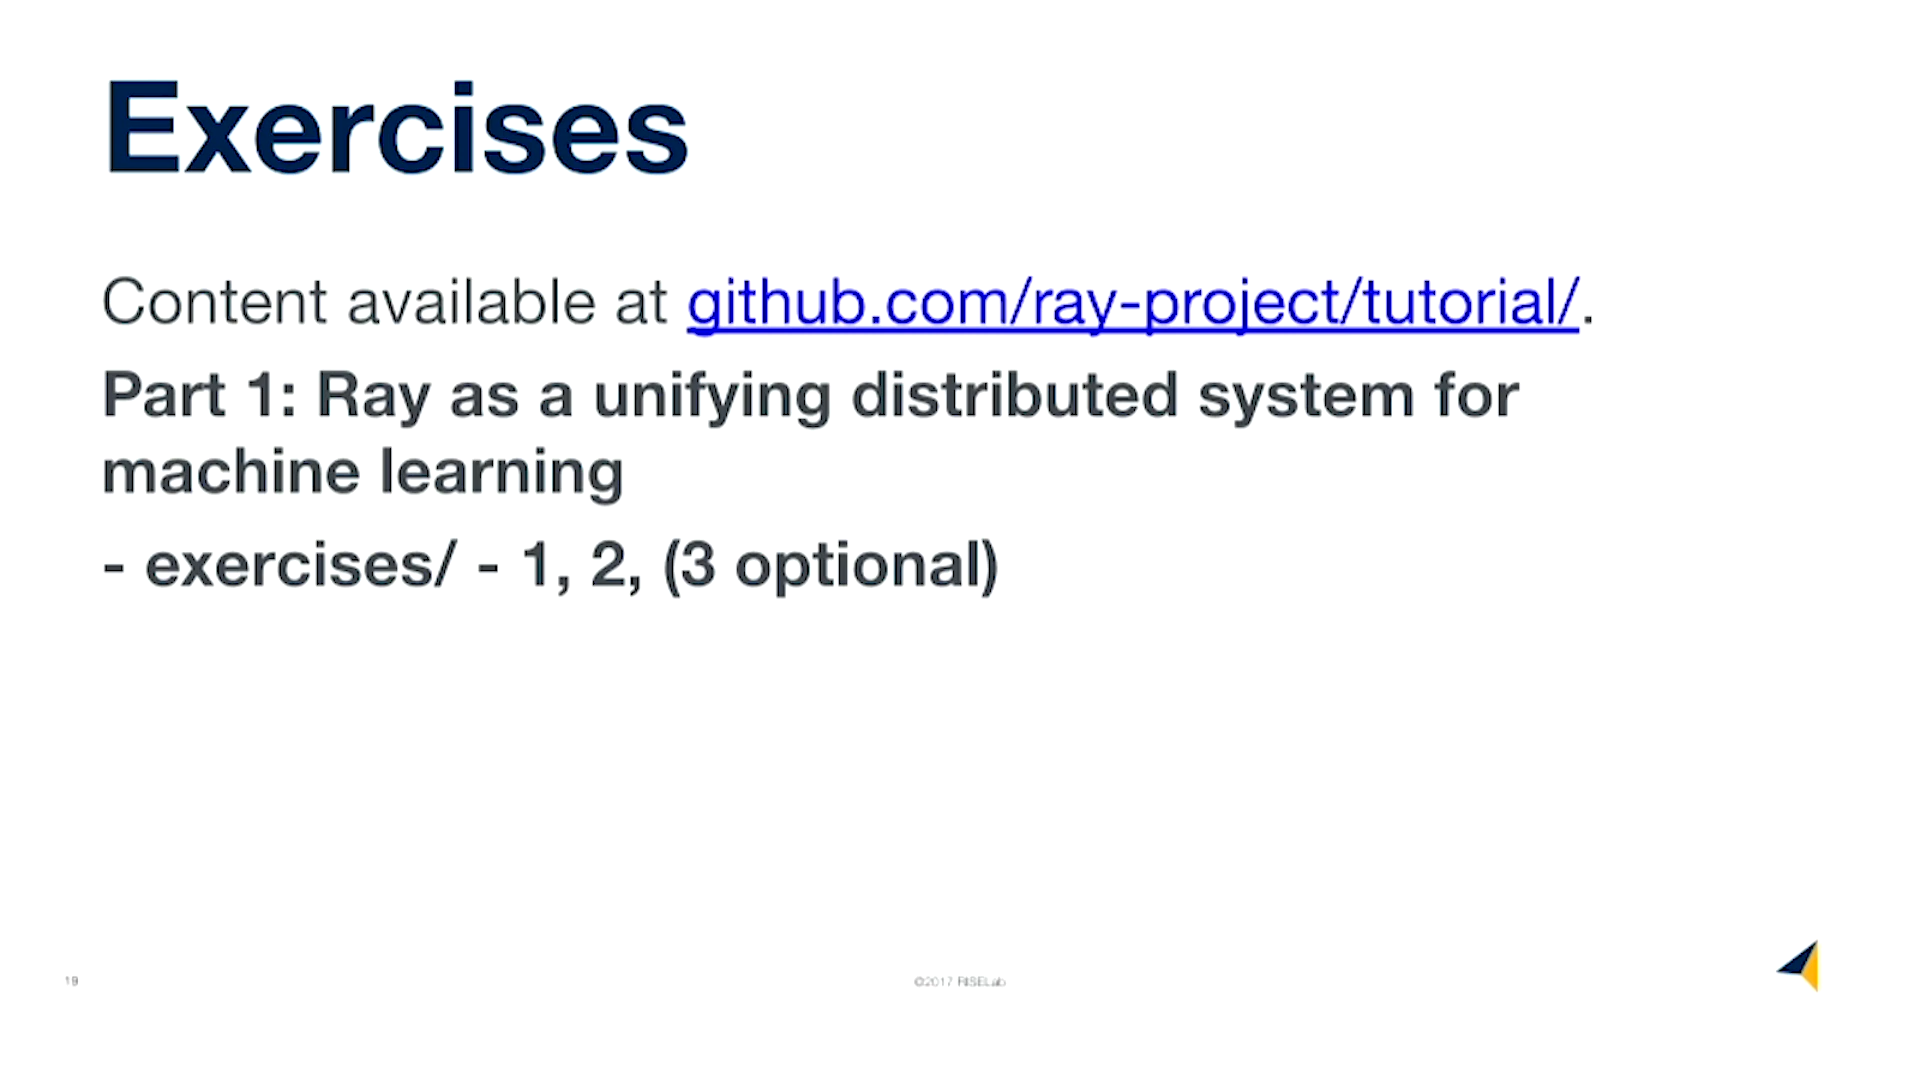 Exercises
Content available at github.com/ray-project/tutorial/.
Part 1: Ray as a unifying distributed system for
machine learning
- exercises/ - 1, 2, (3 optional)
19
©2017 RISELab